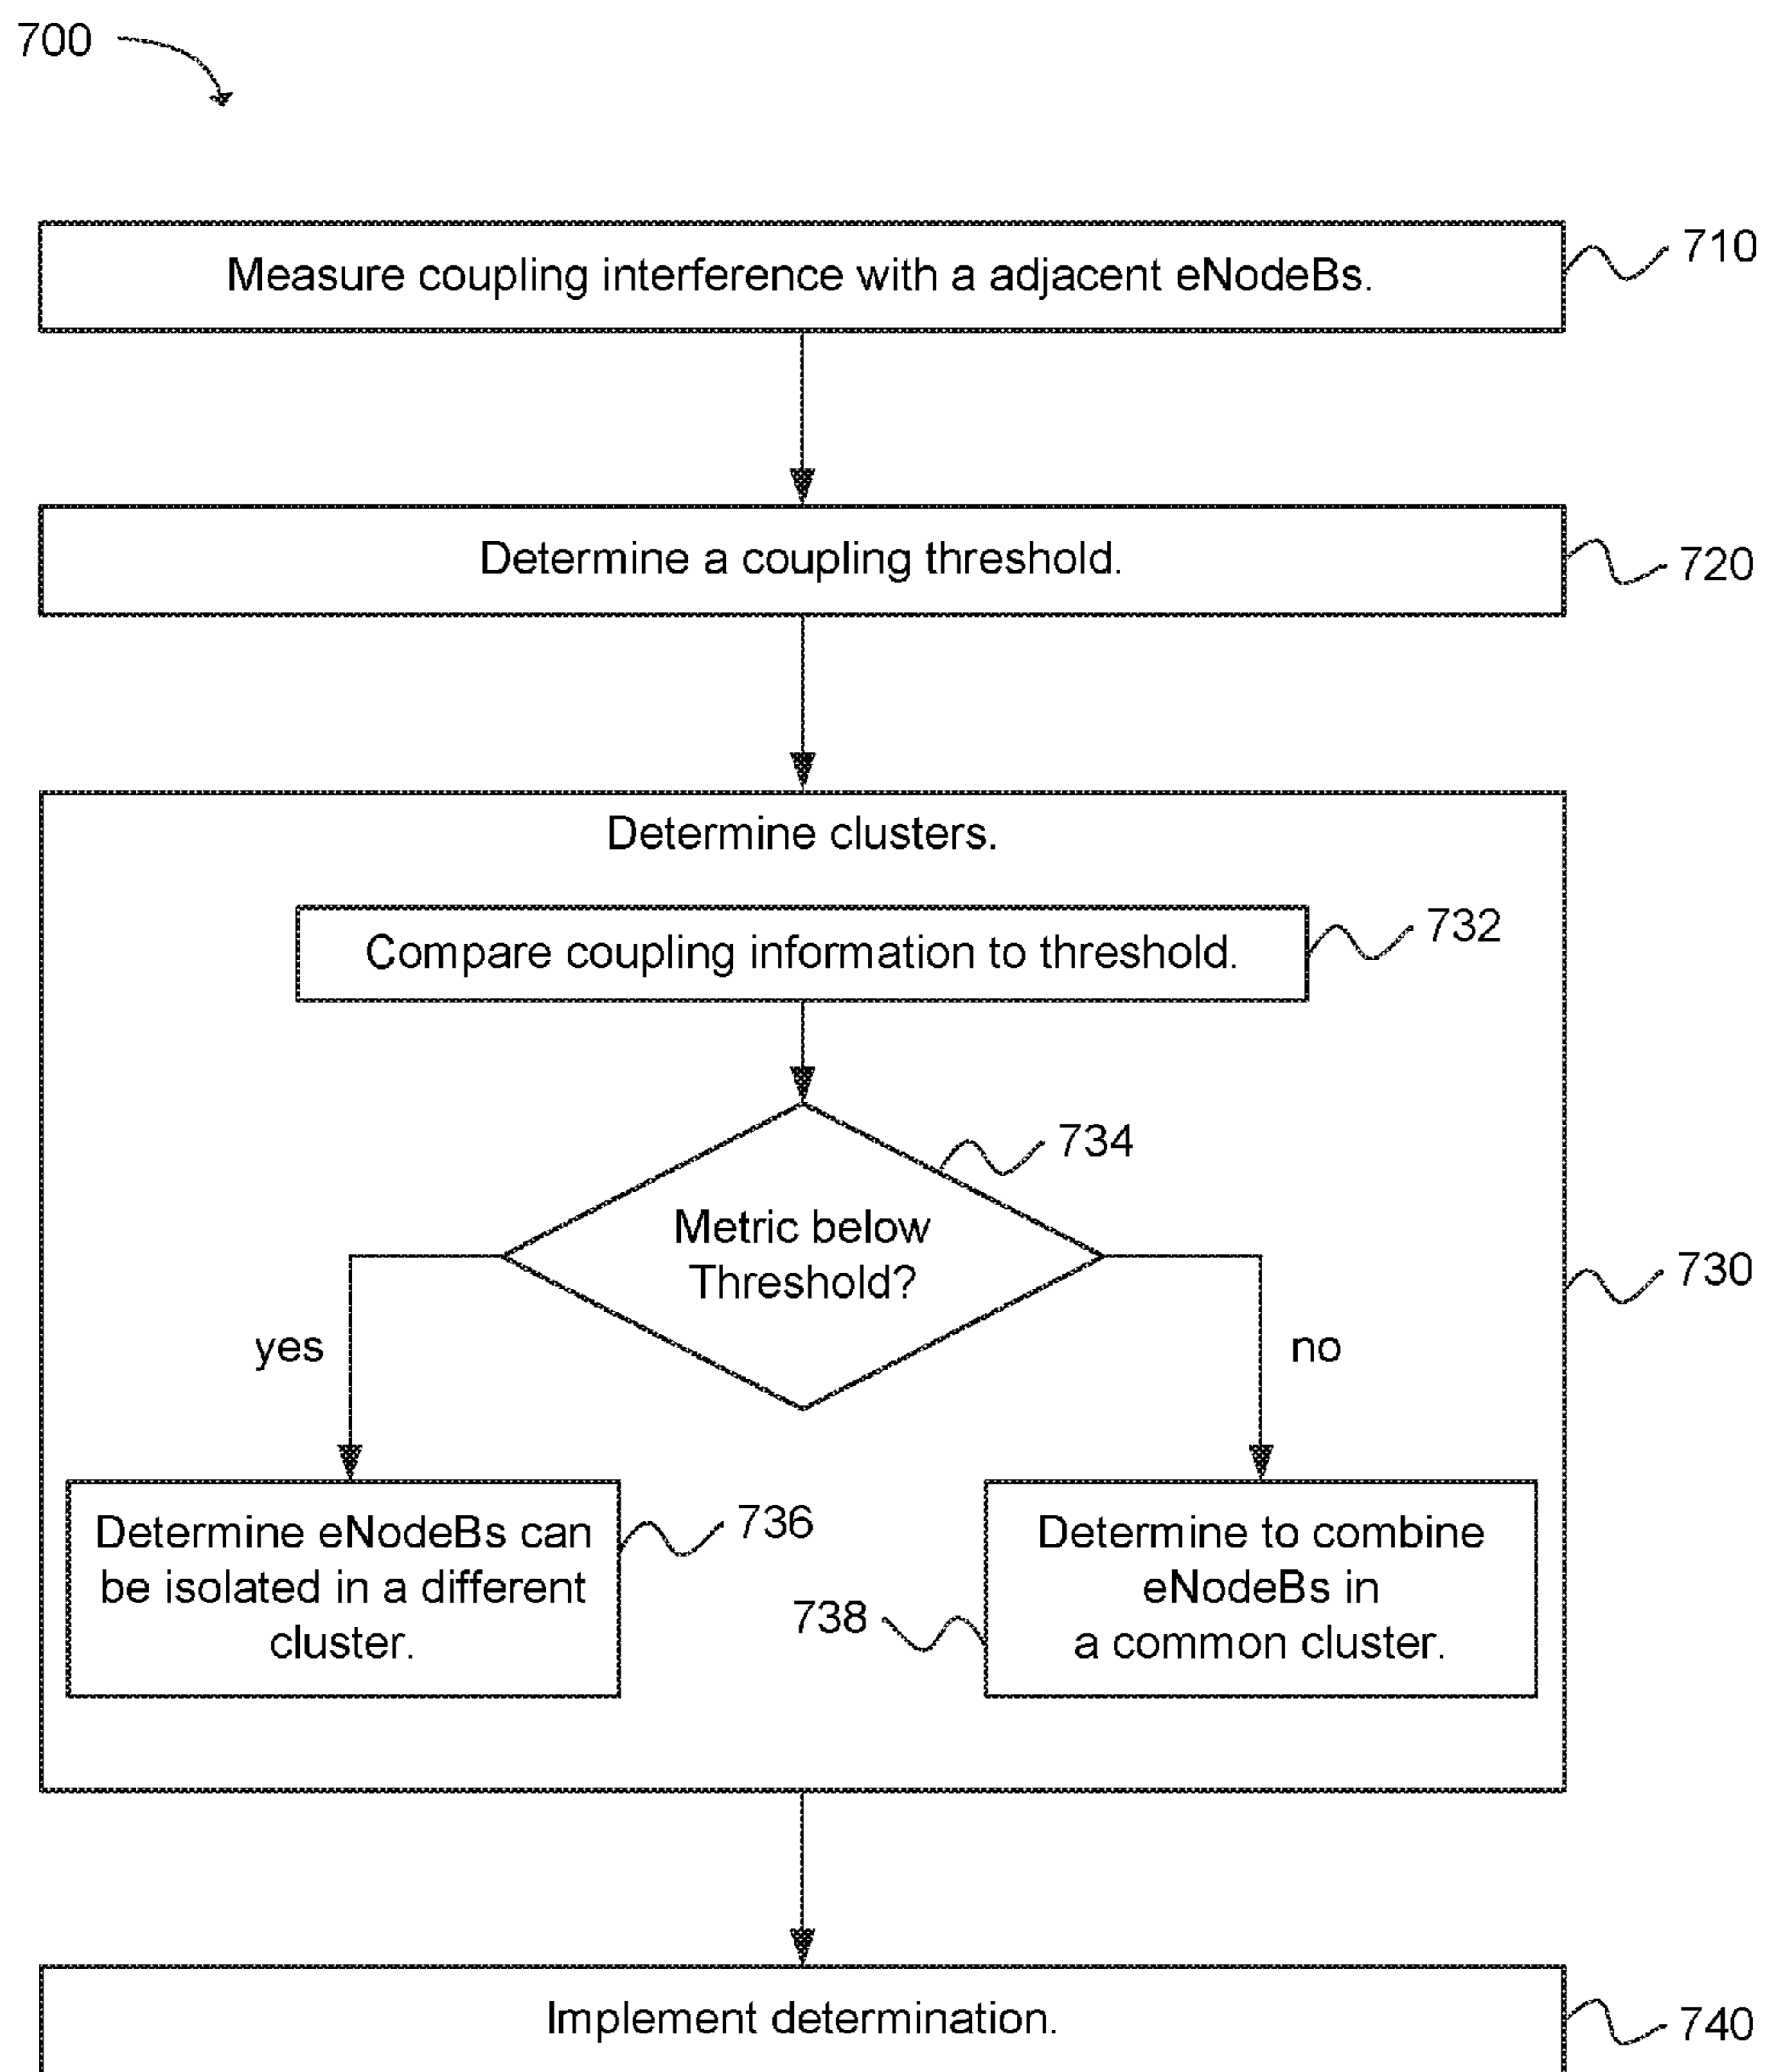 700
Measure coupling interference with a adjacent eNodeBs.
710
Determine a coupling threshold.
720
Determine clusters.
Compare coupling information to threshold.
732
734
Metric below
Threshold?
730
yes
no
Determine eNodeBs can
be isolated in a different
cluster.
736
738
Determine to combine
eNodeBs in
a common cluster.
Implement determination.
740